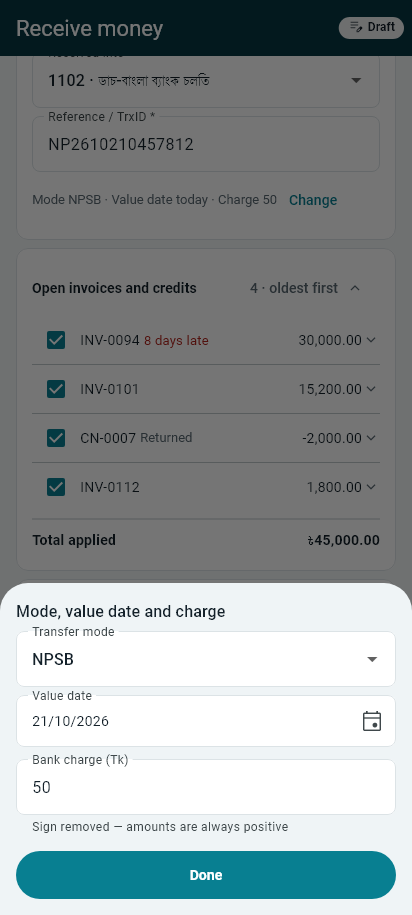 Receive money
Draft
1102 · ডাচ-বাংলা ব্যাংক চলতি
Reference / TrxID *
NP2610210457812
Mode NPSB · Value date today · Charge 50 Change
Open invoices and credits 4 · oldest first
INV-0094 8 days late 30,000.00
INV-0101 15,200.00
CN-0007 Returned -2,000.00
INV-0112 1,800.00
Total applied ৳45,000.00
Mode, value date and charge
Transfer mode
NPSB
Value date
21/10/2026
Bank charge (Tk)
50
Sign removed — amounts are always positive
Done